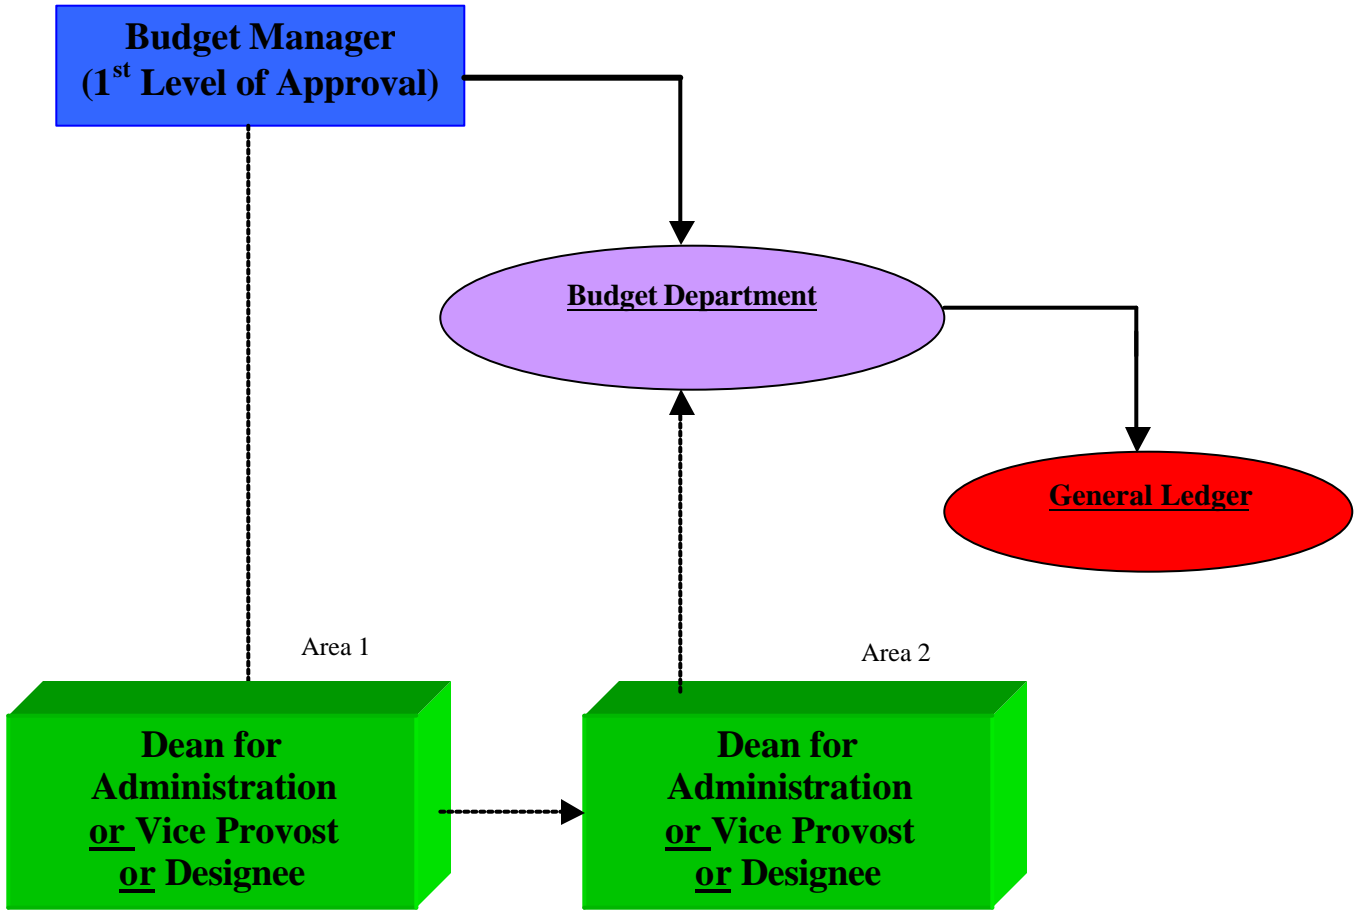 Budget Manager
(1st Level of Approval)
Budget Department
General Ledger
Area 1
Area 2
Dean for
Administration
or Vice Provost
or Designee
Dean for
Administration
or Vice Provost
or Designee